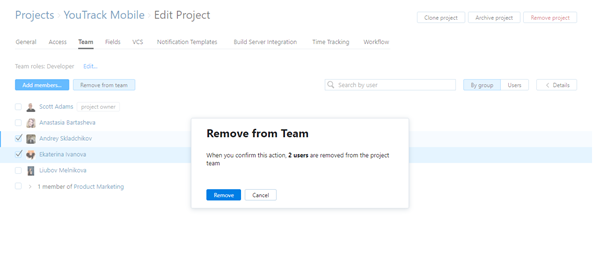 Projects › YouTrack Mobile › Edit Project
Clone project Archive project Remove project
General Access Team Fields VCS Notification Templates Build Server Integration Time Tracking Workflow
Team roles: Developer Edit...
Add members... Remove from team Search by user By group Users Details
Scott Adams project owner
Anastasia Bartasheva
Andrey Skladchikov
Ekaterina Ivanova
Liubov Melnikova
1 member of Product Marketing
Remove from Team
When you confirm this action, 2 users are removed from the project
team
Remove Cancel